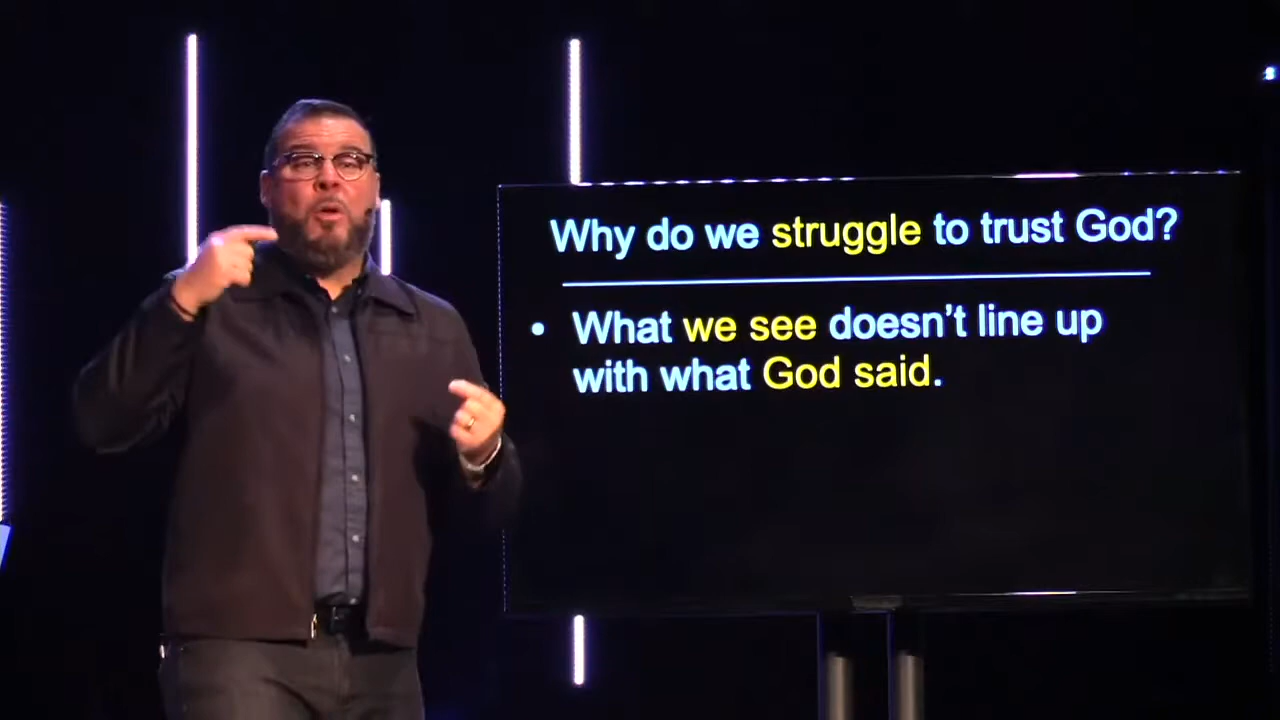 Why do we struggle to trust God?
• What we see doesn't line up
with what God said.